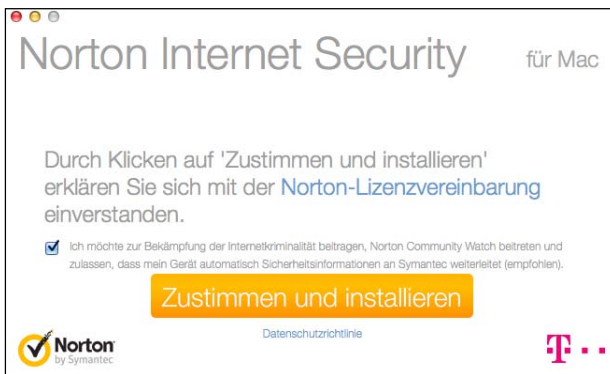 Norton Internet Security für Mac
Durch Klicken auf 'Zustimmen und installieren'
erklären Sie sich mit der Norton-Lizenzvereinbarung
einverstanden.
Ich möchte zur Bekämpfung der Internetkriminalität beitragen, Norton Community Watch beitreten und
zulassen, dass mein Gerät automatisch Sicherheitsinformationen an Symantec weiterleitet (empfohlen).
Zustimmen und installieren
Datenschutzrichtlinie
Norton
by Symantec
T